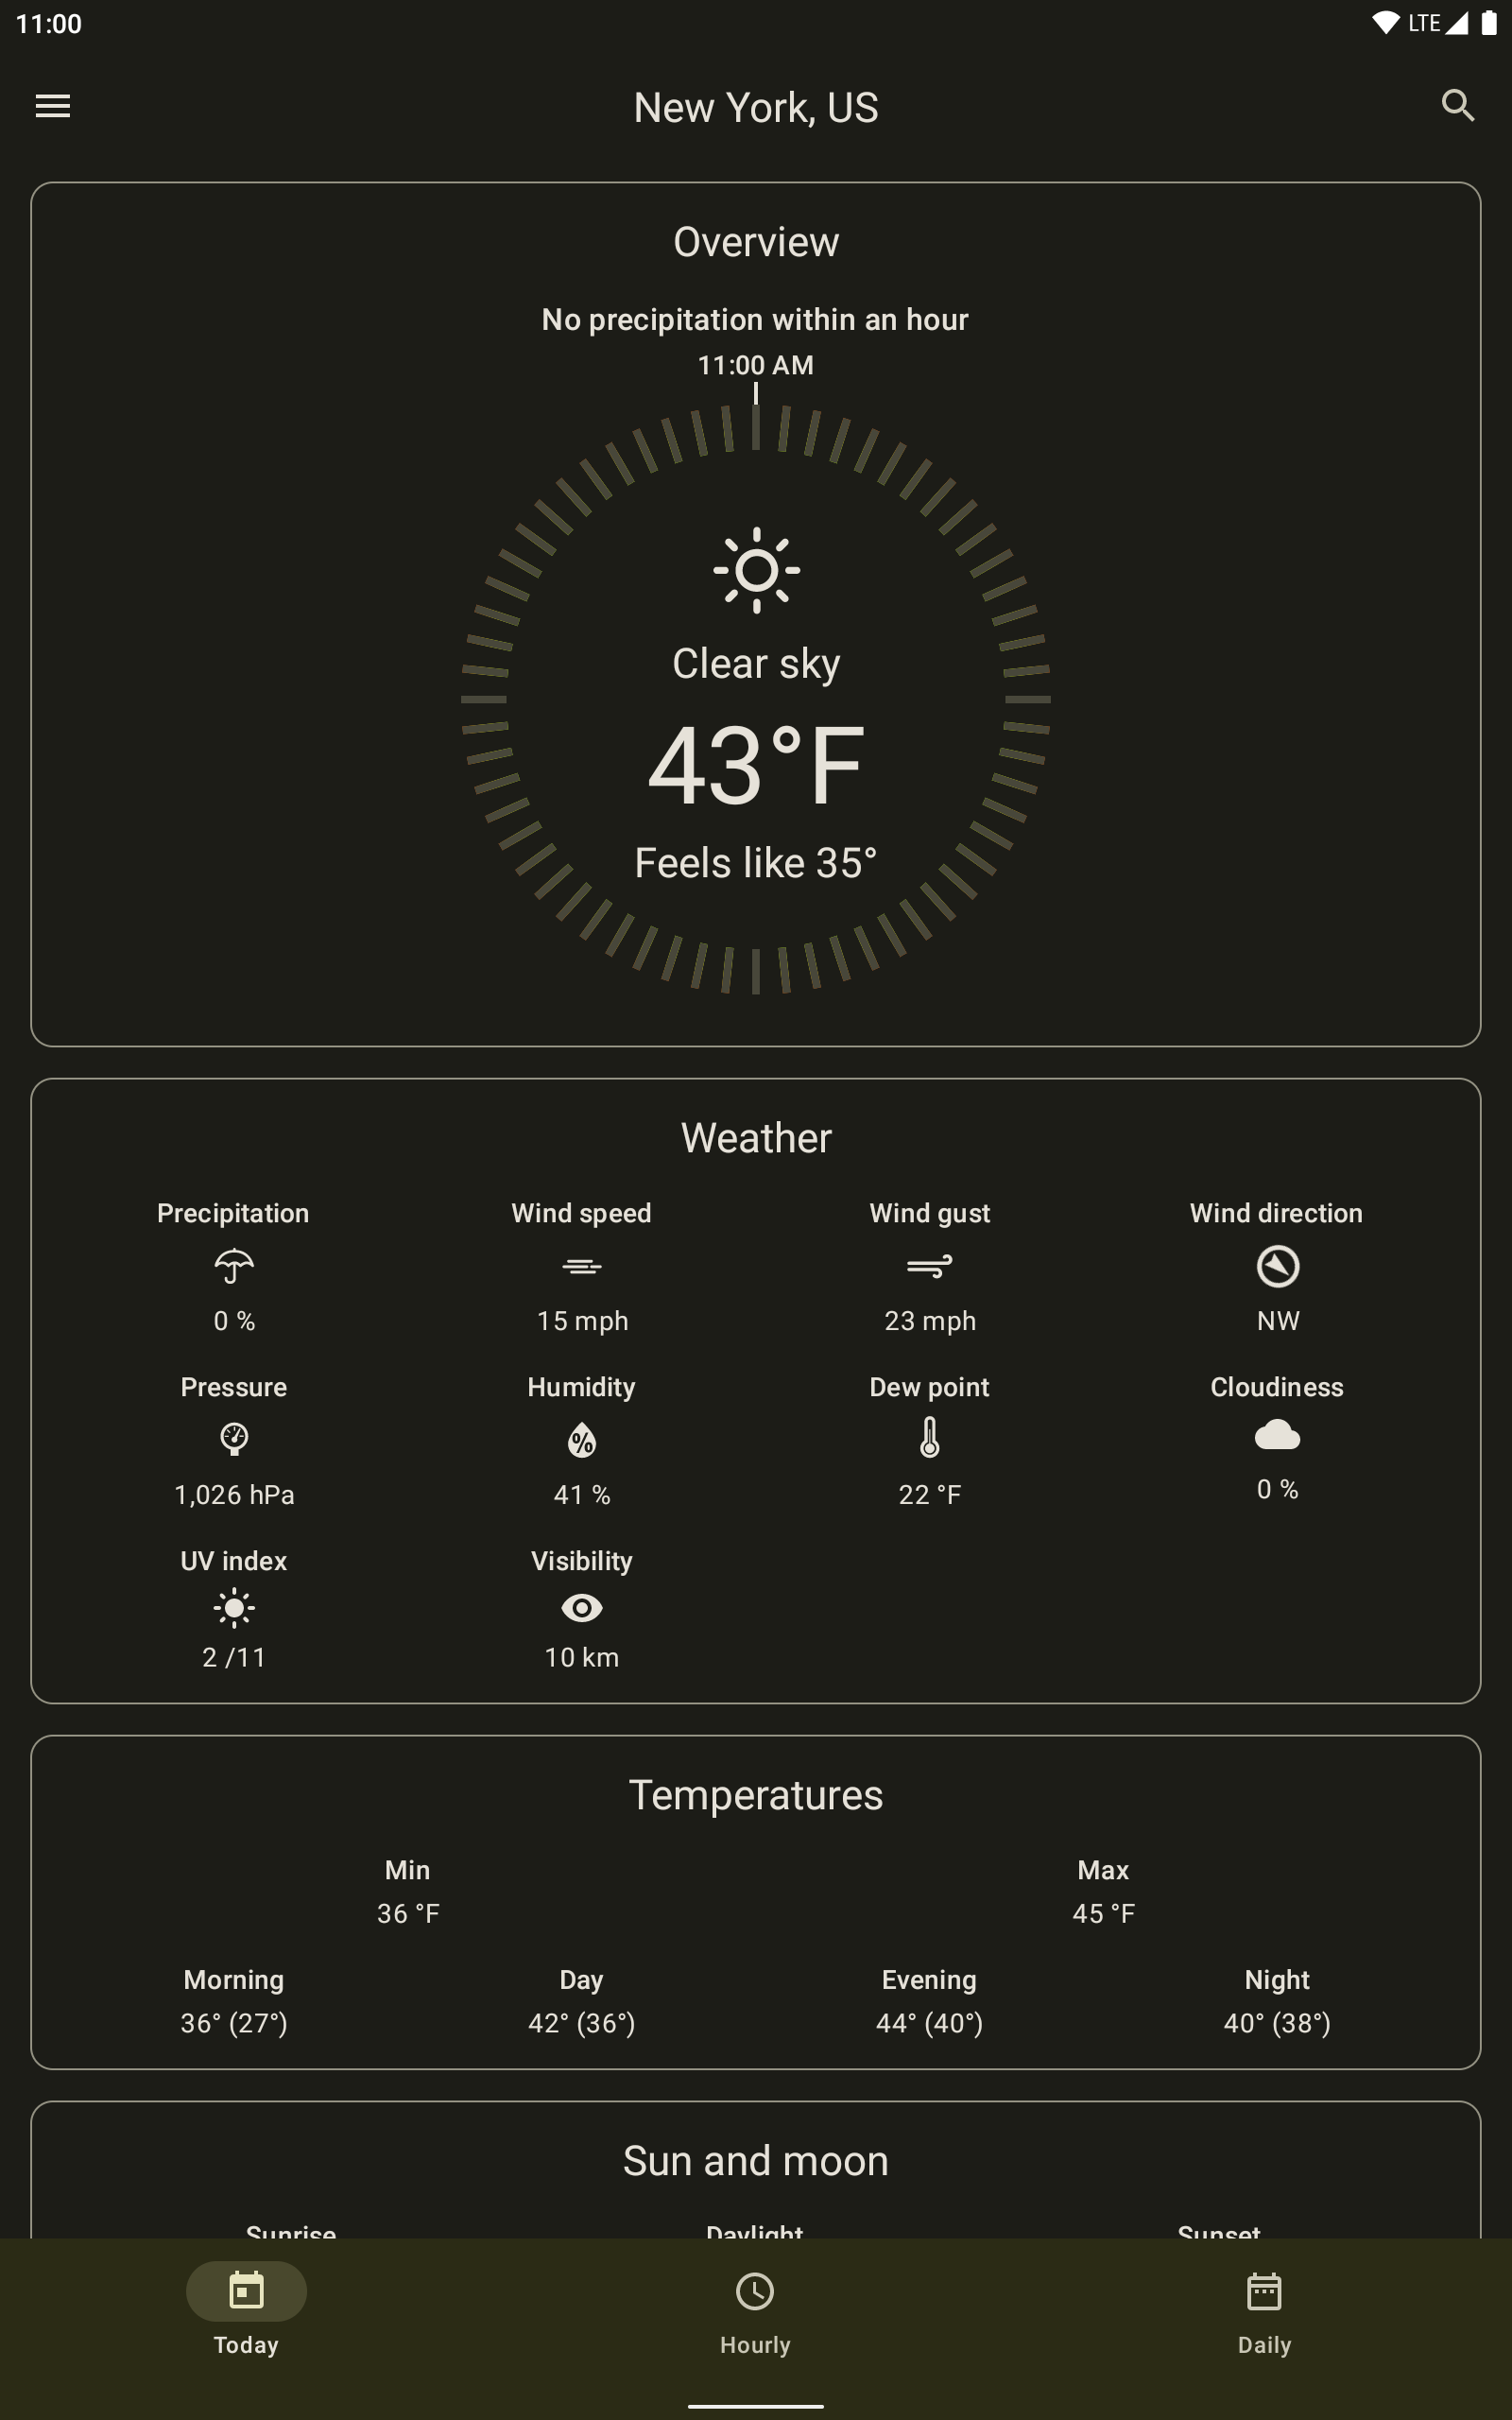 11:00
LTE
New York, US
Overview
No precipitation within an hour
11:00 AM
Clear sky
43°F
Feels like 35°
Weather
Precipitation Wind speed Wind gust Wind direction
0 % 15 mph 23 mph NW
Pressure Humidity Dew point Cloudiness
%
1,026 hPa 41 % 22 °F 0 %
UV index Visibility
2 /11 10 km
Temperatures
Min Max
36 °F 45 °F
Morning Day Evening Night
36° (27°) 42° (36°) 44° (40°) 40° (38°)
Sun and moon
Sunrise Daylight Sunset
Today Hourly Daily